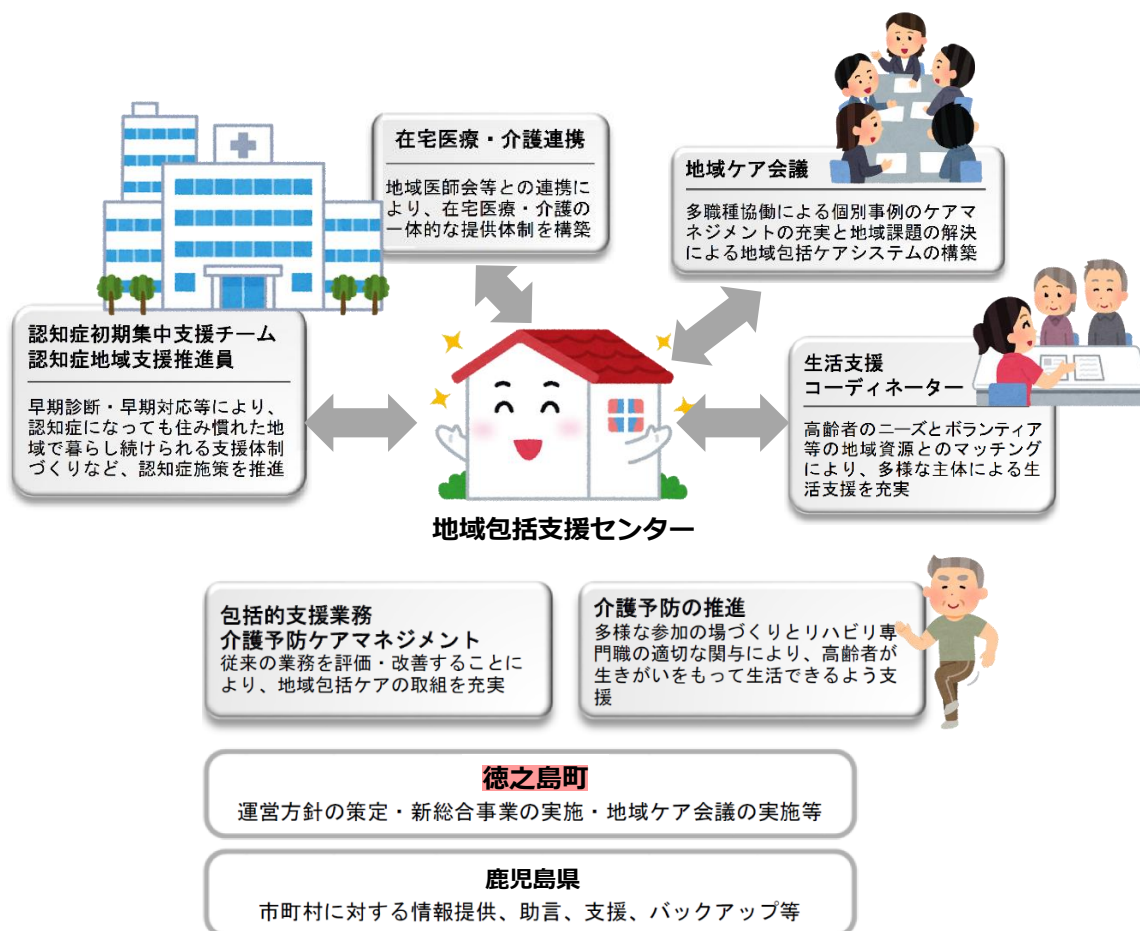 在宅医療・介護連携
地域医師会等との連携に
より、在宅医療・介護の
一体的な提供体制を構築
地域ケア会議
多職種協働による個別事例のケアマ
ネジメントの充実と地域課題の解決
による地域包括ケアシステムの構築
認知症初期集中支援チーム
認知症地域支援推進員
早期診断・早期対応等により、
認知症になっても住み慣れた地
域で暮らし続けられる支援体制
づくりなど、認知症施策を推進
生活支援
コーディネーター
高齢者のニーズとボランティア
等の地域資源とのマッチング
により、多様な主体による生
活支援を充実
地域包括支援センター
包括的支援業務
介護予防ケアマネジメント
従来の業務を評価・改善することに
より、地域包括ケアの取組を充実
介護予防の推進
多様な参加の場づくりとリハビリ専
門職の適切な関与により、高齢者が
生きがいをもって生活できるよう支
援
徳之島町
運営方針の策定・新総合事業の実施・地域ケア会議の実施等
鹿児島県
市町村に対する情報提供、助言、支援、バックアップ等